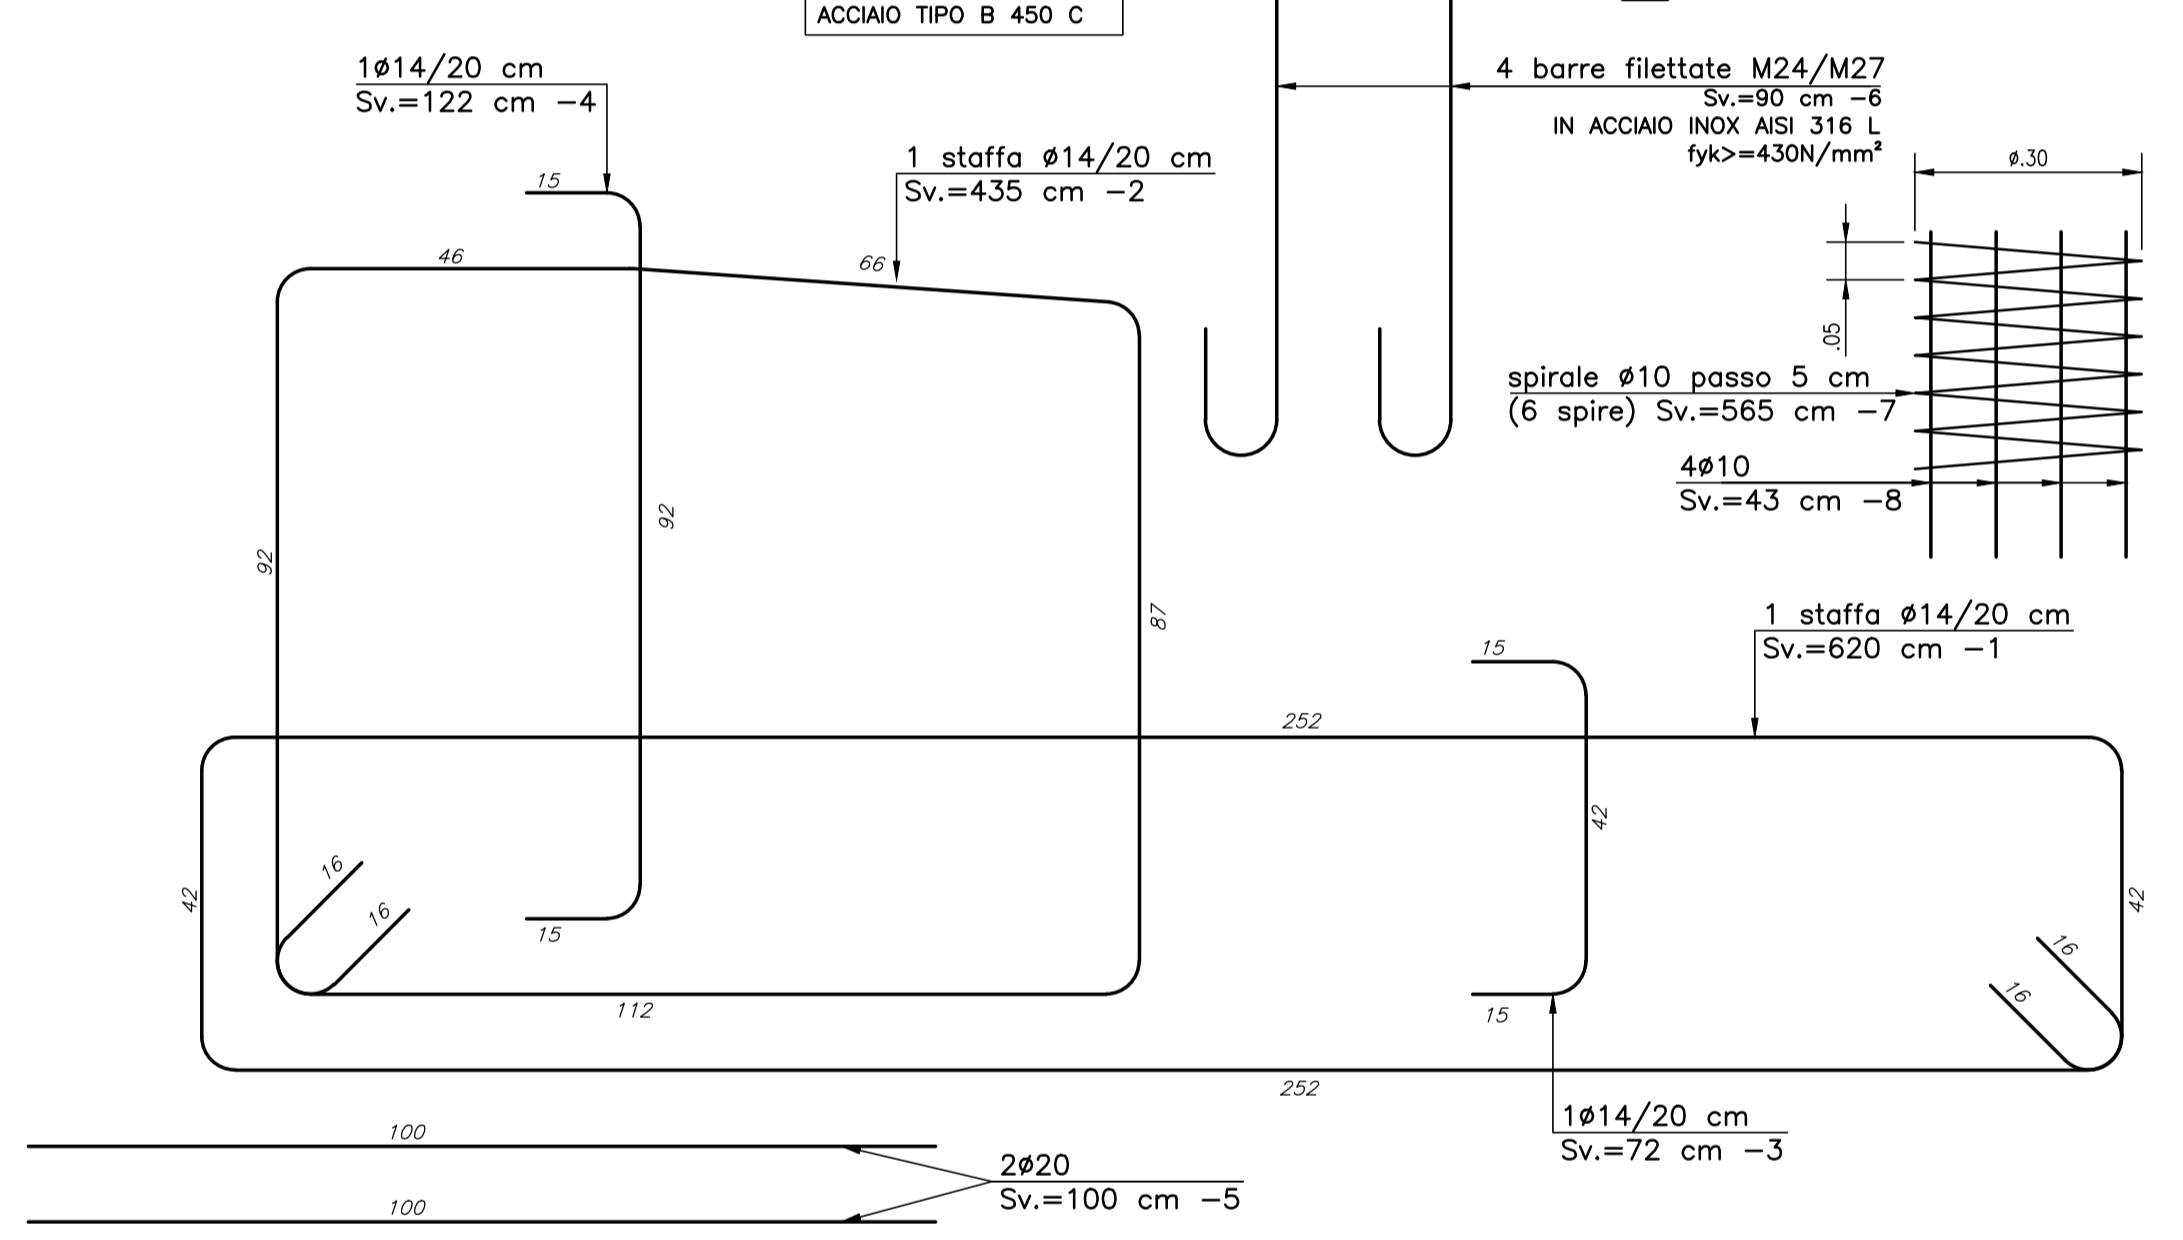 ACCIAIO TIPO B 450 C
1ø14/20 cm
Sv.=122 cm -4
4 barre filettate M24/M27
Sv.=90 cm -6
IN ACCIAIO INOX AISI 316 L
fyk>=430N/mm²
1 staffa ø14/20 cm
Sv.=435 cm -2
ø.30
15
46
66
.05
spirale ø10 passo 5 cm
(6 spire) Sv.=565 cm -7
4ø10
Sv.=43 cm -8
92
92
87
1 staffa ø14/20 cm
Sv.=620 cm -1
15
252
42
16
16
15
42
42
16
16
112
15
252
1ø14/20 cm
Sv.=72 cm -3
100
2ø20
Sv.=100 cm -5
100